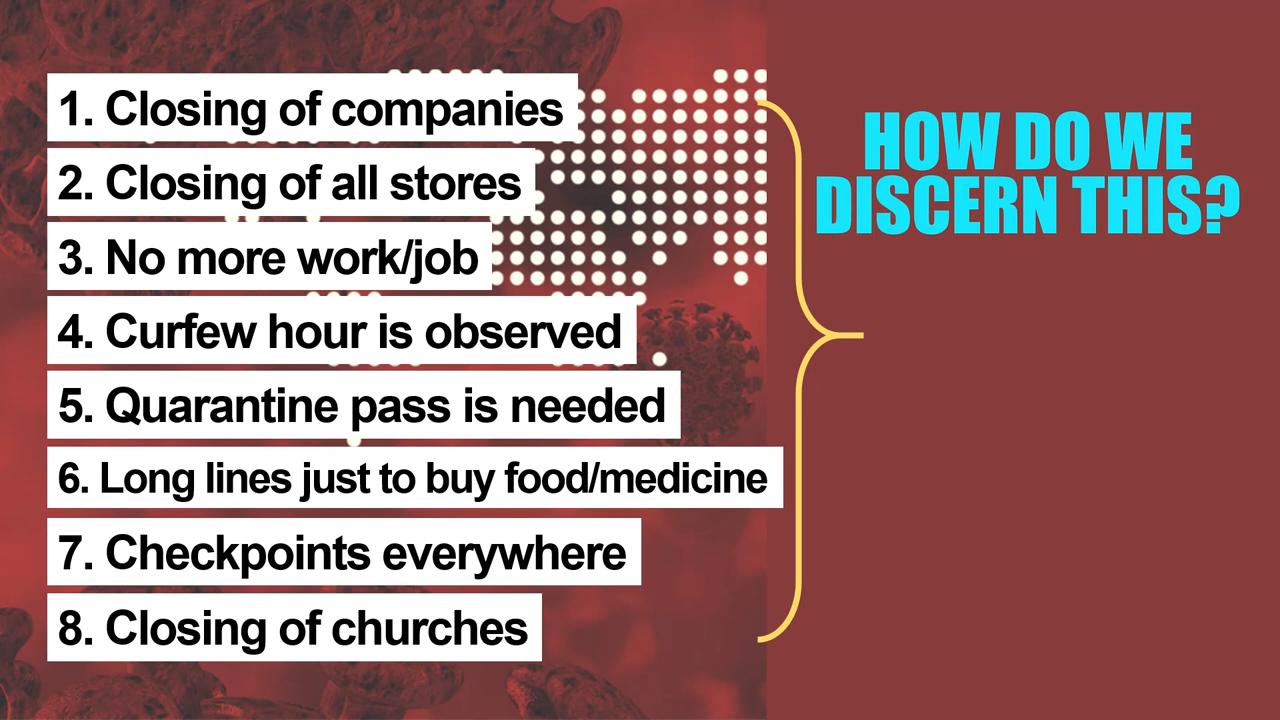 1. Closing of companies
2. Closing of all stores
3. No more work/job
4. Curfew hour is observed
5. Quarantine pass is needed
6. Long lines just to buy food/medicine
7. Checkpoints everywhere
8. Closing of churches
HOW DO WE
DISCERN THIS?